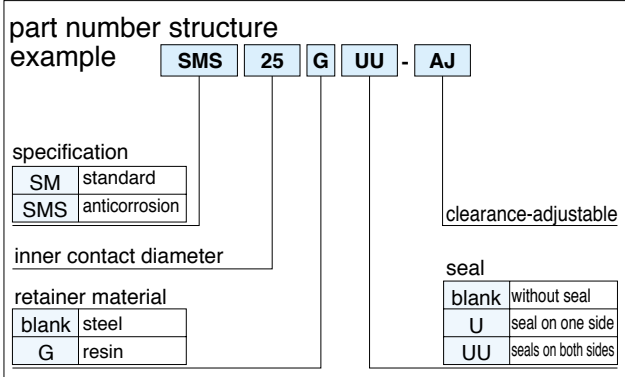 part number structure
example SMS 25 G UU - AJ
specification
SM standard
SMS anticorrosion
clearance-adjustable
inner contact diameter
retainer material
blank steel
G resin
seal
blank without seal
U seal on one side
UU seals on both sides